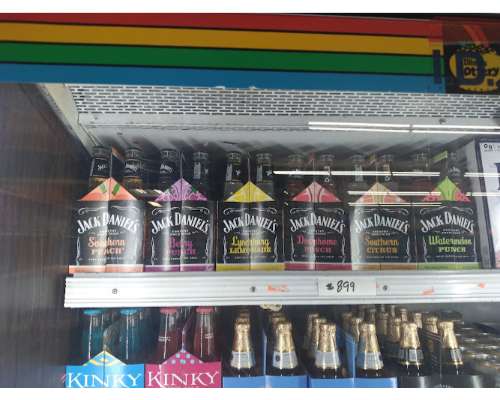 JACK DANIEL'S
Southern
PEACH
JACK DANIEL'S
Berry
PUNCH
JACK DANIEL'S
Lynchburg
LEMONADE
JACK DANIEL'S
Downhome
PUNCH
JACK DANIEL'S
Southern
CITRUS
JACK DANIEL'S
Watermelon
PUNCH
$899
KINKY
KINKY